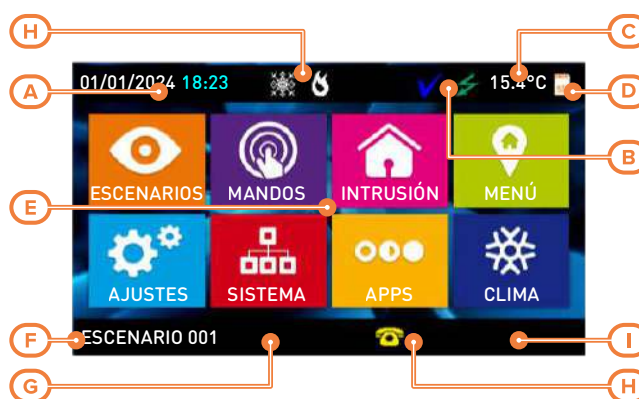 H
C
01/01/2024 18:23
15.4°C
A
D
B
ESCENARIOS
MANDOS
INTRUSIÓN
MENÚ
E
AJUSTES
SISTEMA
APPS
CLIMA
F
ESCENARIO 001
I
G
H